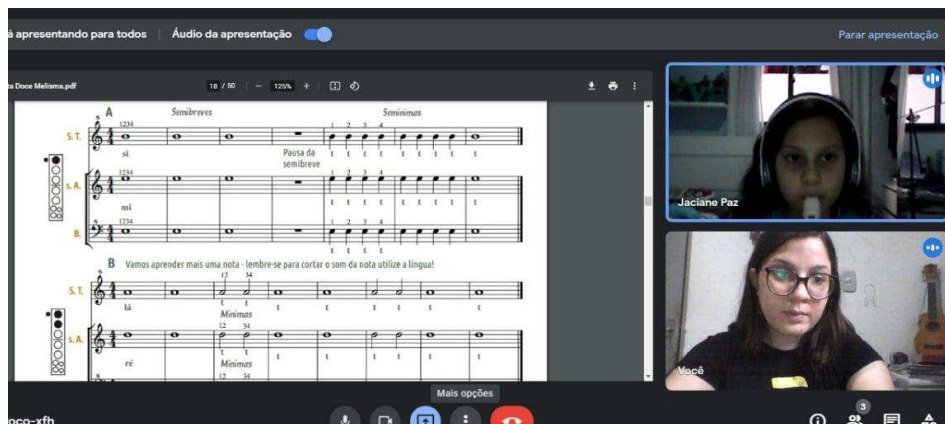 á apresentando para todos | Áudio da apresentação Parar apresentação
ta Doce Melisma.pdf 18 / 50 — 125% +
A Semibreves Semínimas
1234 1 2 3 4
S. T.
si Pausa da semibreve t t t t t t t t
1234 1 2 3 4
s. A.
mi t t t t t t t t
1234 1 2 3 4
B.
t t t t
B Vamos aprender mais uma nota - lembre-se para cortar o som da nota utilize a língua!
12 34
S. T.
lá t t t t t t t
Mínimas
12 34
s. A.
ré t t t t t t t
Mínimas
12 34
Jaciane Paz
Você
Mais opções
3
oco-xfh